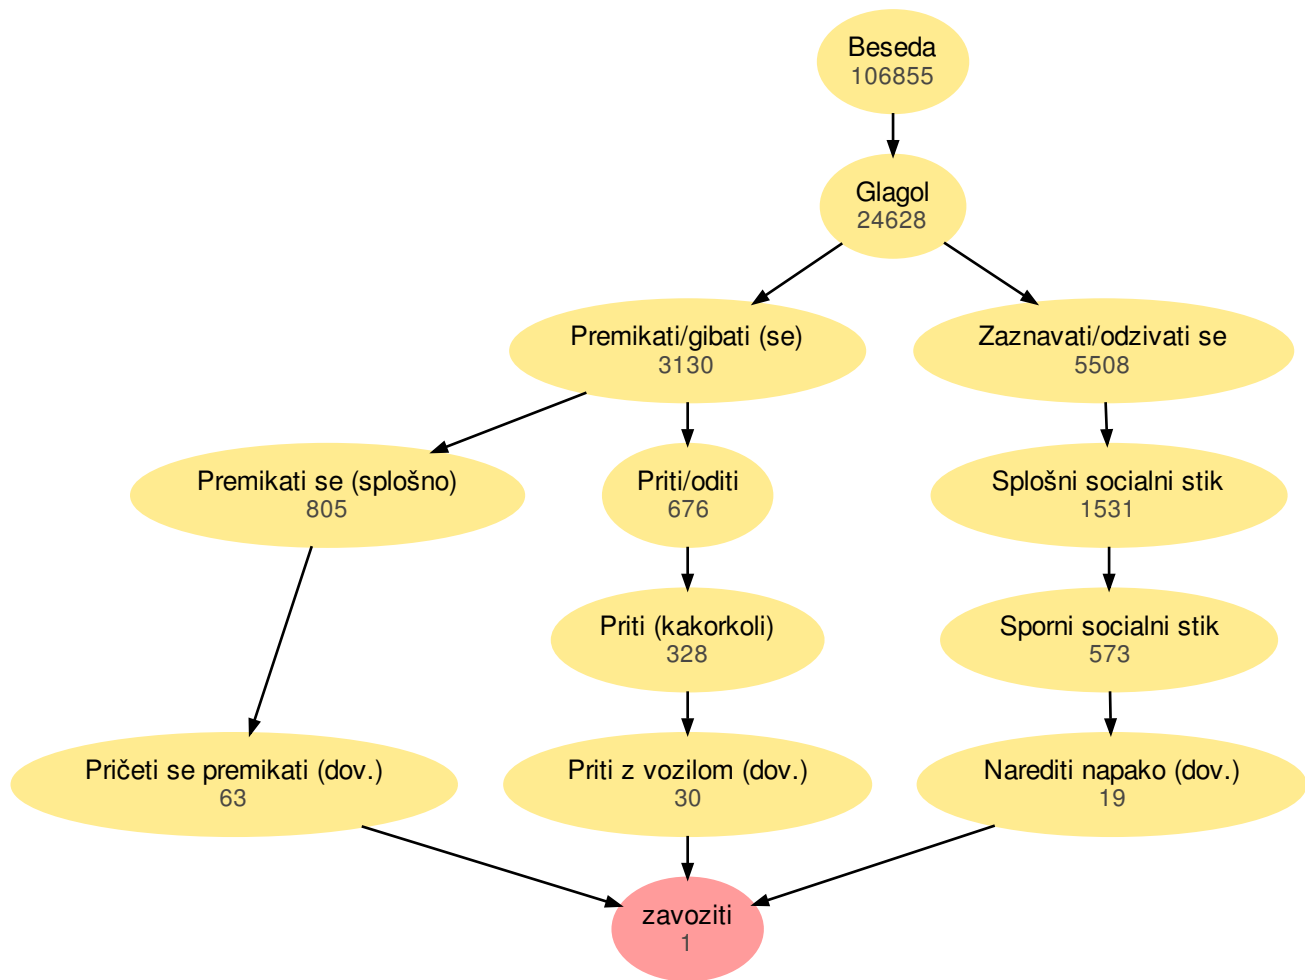 Beseda
106855
Glagol
24628
Premikati/gibati (se)
3130
Zaznavati/odzivati se
5508
Premikati se (splošno)
805
Priti/oditi
676
Splošni socialni stik
1531
Priti (kakorkoli)
328
Sporni socialni stik
573
Pričeti se premikati (dov.)
63
Priti z vozilom (dov.)
30
Narediti napako (dov.)
19
zavoziti
1